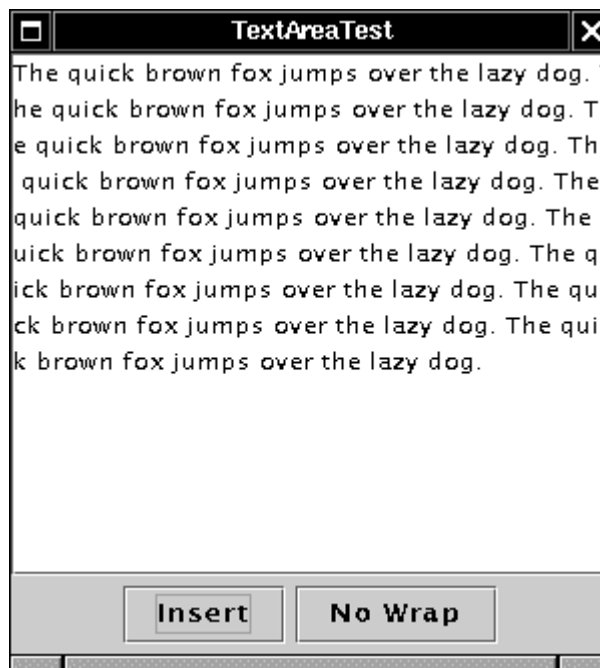 TextAreaTest
The quick brown fox jumps over the lazy dog.
he quick brown fox jumps over the lazy dog. T
e quick brown fox jumps over the lazy dog. Th
quick brown fox jumps over the lazy dog. The
quick brown fox jumps over the lazy dog. The
uick brown fox jumps over the lazy dog. The q
ick brown fox jumps over the lazy dog. The qu
ck brown fox jumps over the lazy dog. The qui
k brown fox jumps over the lazy dog.
Insert No Wrap